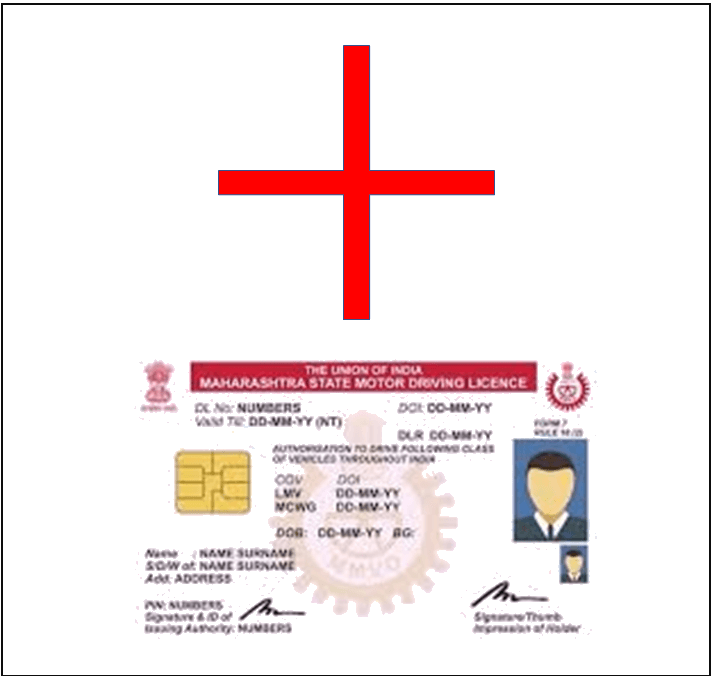 THE UNION OF INDIA
MAHARASHTRA STATE MOTOR DRIVING LICENCE
DL No: NUMBERS DOI: DD-MM-YY
Valid Till: DD-MM-YY (NT)
DLR DD-MM-YY
FORM 7
RULE 16 (2)
AUTHORISATION TO DRIVE FOLLOWING CLASS
OF VEHICLES THROUGHOUT INDIA
COV DOI
LMV DD-MM-YY
MCWG DD-MM-YY
DOB: DD-MM-YY BG:
MMVD
Name : NAME SURNAME
S/D/W of: NAME SURNAME
Add: ADDRESS
PIN: NUMBERS
Signature & ID of
Issuing Authority: NUMBERS
Signature/Thumb
Impression of Holder